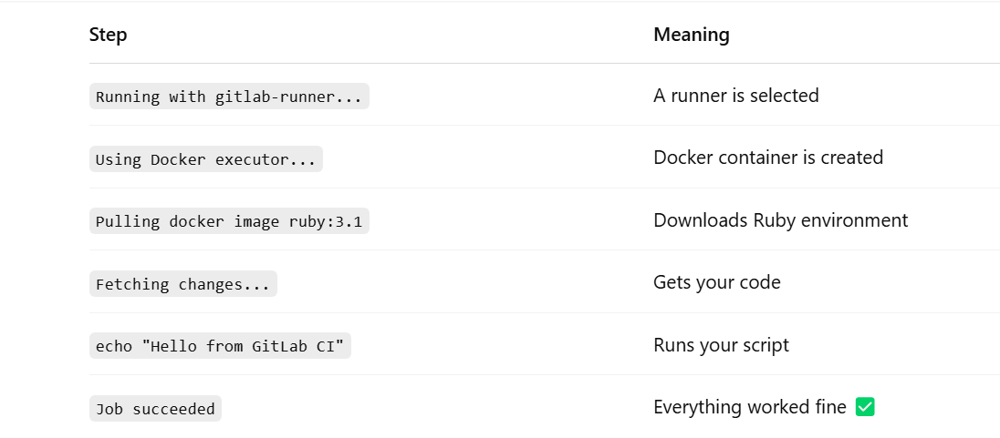 Step Meaning
Running with gitlab-runner... A runner is selected
Using Docker executor... Docker container is created
Pulling docker image ruby:3.1 Downloads Ruby environment
Fetching changes... Gets your code
echo "Hello from GitLab CI" Runs your script
Job succeeded Everything worked fine ✅